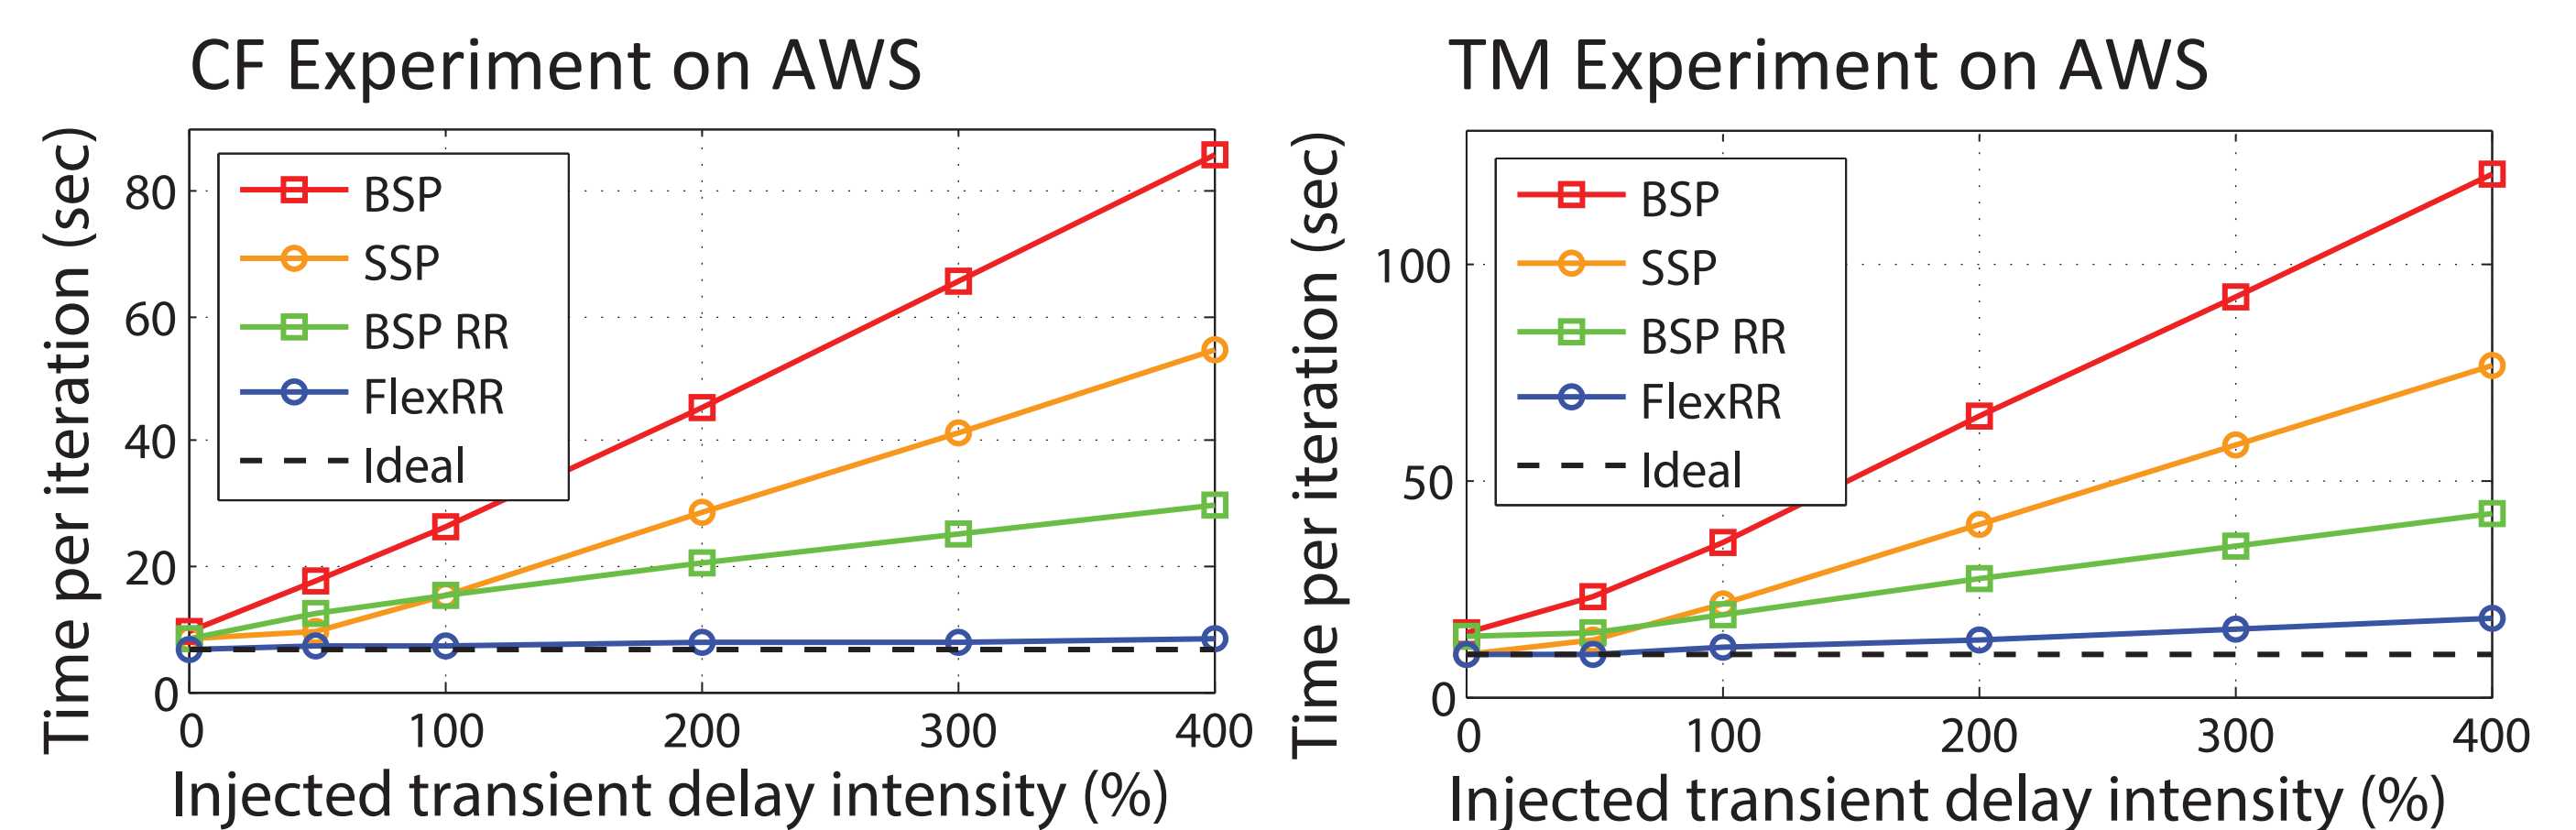 CF Experiment on AWS
Time per iteration (sec)
80
60
40
20
0
BSP
SSP
BSP RR
FlexRR
Ideal
0 100 200 300 400
Injected transient delay intensity (%)
TM Experiment on AWS
Time per iteration (sec)
100
50
0
BSP
SSP
BSP RR
FlexRR
Ideal
0 100 200 300 400
Injected transient delay intensity (%)